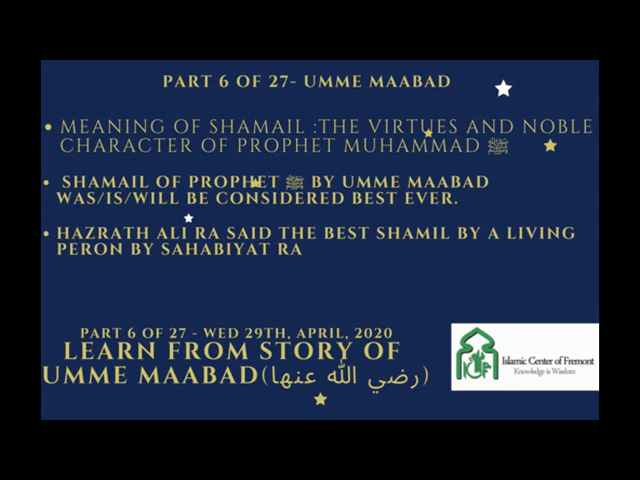 PART 6 OF 27- UMME MAABAD
• MEANING OF SHAMAIL :THE VIRTUES AND NOBLE
CHARACTER OF PROPHET MUHAMMAD ﷺ
• SHAMAIL OF PROPHET ﷺ BY UMME MAABAD
WAS/IS/WILL BE CONSIDERED BEST EVER.
• HAZRATH ALI RA SAID THE BEST SHAMIL BY A LIVING
PERON BY SAHABIYAT RA
PART 6 OF 27 - WED 29TH, APRIL, 2020
LEARN FROM STORY OF
UMME MAABAD(رضي الله عنها)
ICF
Islamic Center of Fremont
Knowledge is Wisdom